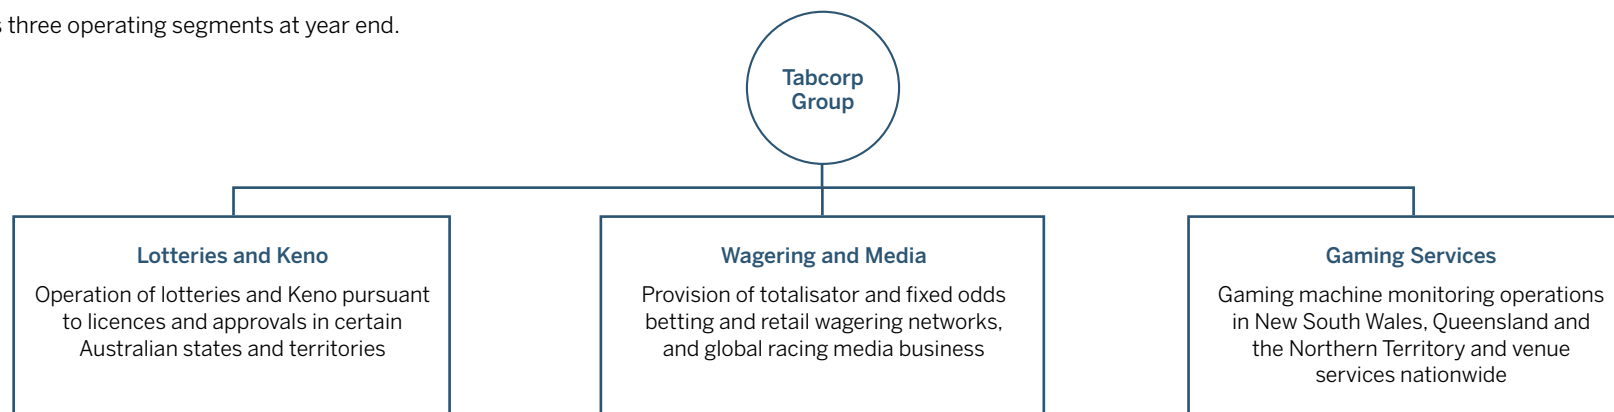 s three operating segments at year end.
Tabcorp
Group
Lotteries and Keno
Operation of lotteries and Keno pursuant
to licences and approvals in certain
Australian states and territories
Wagering and Media
Provision of totalisator and fixed odds
betting and retail wagering networks,
and global racing media business
Gaming Services
Gaming machine monitoring operations
in New South Wales, Queensland and
the Northern Territory and venue
services nationwide